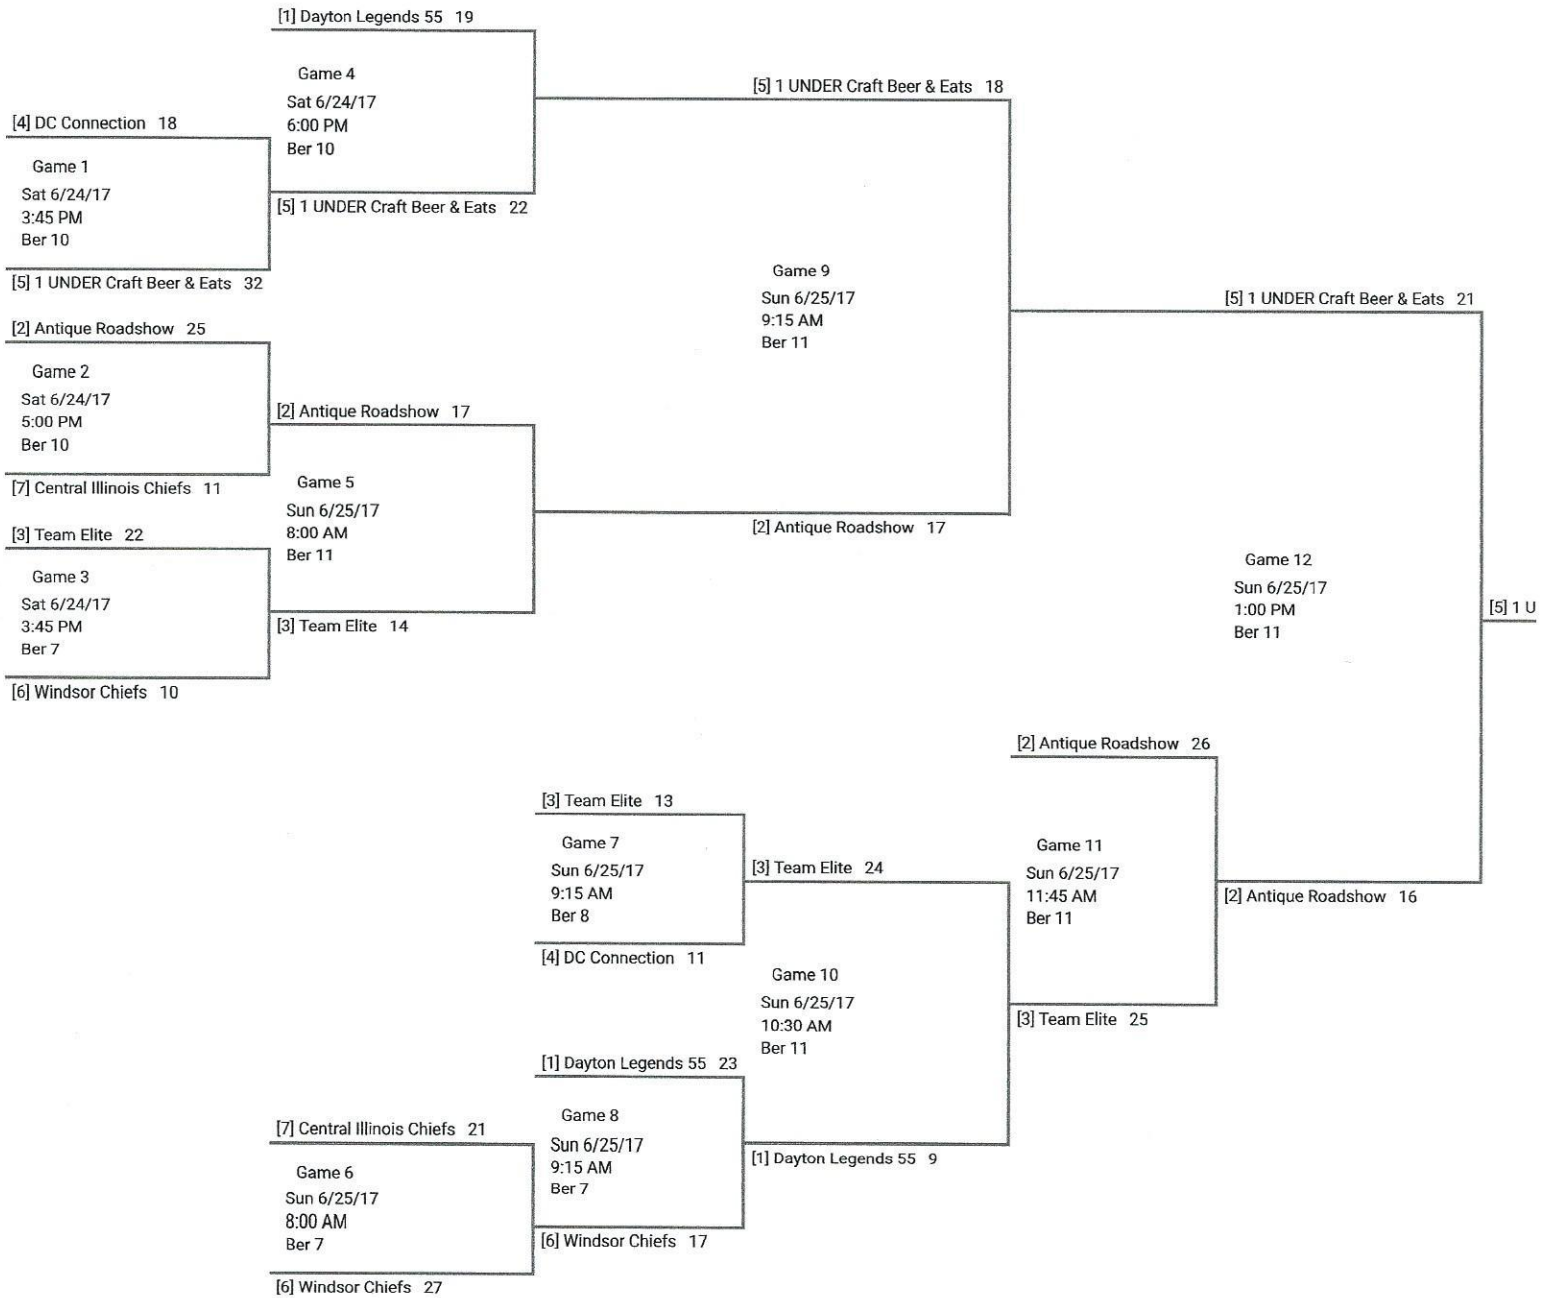 [1] Dayton Legends 55 19
Game 4
Sat 6/24/17
6:00 PM
Ber 10
[5] 1 UNDER Craft Beer & Eats 22
[4] DC Connection 18
Game 1
Sat 6/24/17
3:45 PM
Ber 10
[5] 1 UNDER Craft Beer & Eats 32
[2] Antique Roadshow 25
Game 2
Sat 6/24/17
5:00 PM
Ber 10
[7] Central Illinois Chiefs 11
[3] Team Elite 22
Game 3
Sat 6/24/17
3:45 PM
Ber 7
[6] Windsor Chiefs 10
[2] Antique Roadshow 17
Game 5
Sun 6/25/17
8:00 AM
Ber 11
[3] Team Elite 14
[5] 1 UNDER Craft Beer & Eats 18
Game 9
Sun 6/25/17
9:15 AM
Ber 11
[2] Antique Roadshow 17
[5] 1 UNDER Craft Beer & Eats 21
Game 12
Sun 6/25/17
1:00 PM
Ber 11
[5] 1 U
[2] Antique Roadshow 16
[2] Antique Roadshow 26
Game 11
Sun 6/25/17
11:45 AM
Ber 11
[3] Team Elite 25
[3] Team Elite 13
Game 7
Sun 6/25/17
9:15 AM
Ber 8
[4] DC Connection 11
[3] Team Elite 24
Game 10
Sun 6/25/17
10:30 AM
Ber 11
[1] Dayton Legends 55 9
[1] Dayton Legends 55 23
Game 8
Sun 6/25/17
9:15 AM
Ber 7
[6] Windsor Chiefs 17
[7] Central Illinois Chiefs 21
Game 6
Sun 6/25/17
8:00 AM
Ber 7
[6] Windsor Chiefs 27